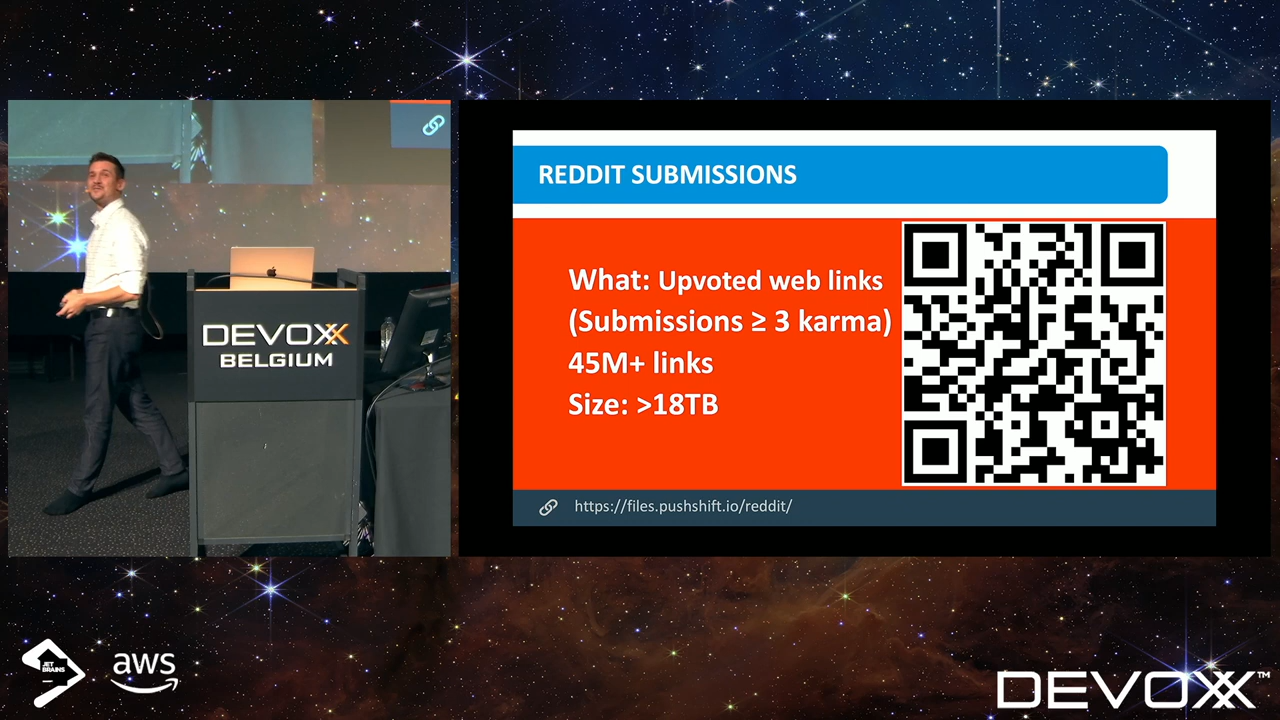 REDDIT SUBMISSIONS
What: Upvoted web links
(Submissions ≥ 3 karma)
45M+ links
Size: >18TB
https://files.pushshift.io/reddit/
DEVOXX
BELGIUM
JET
BRAINS
aws
DEVOXX™